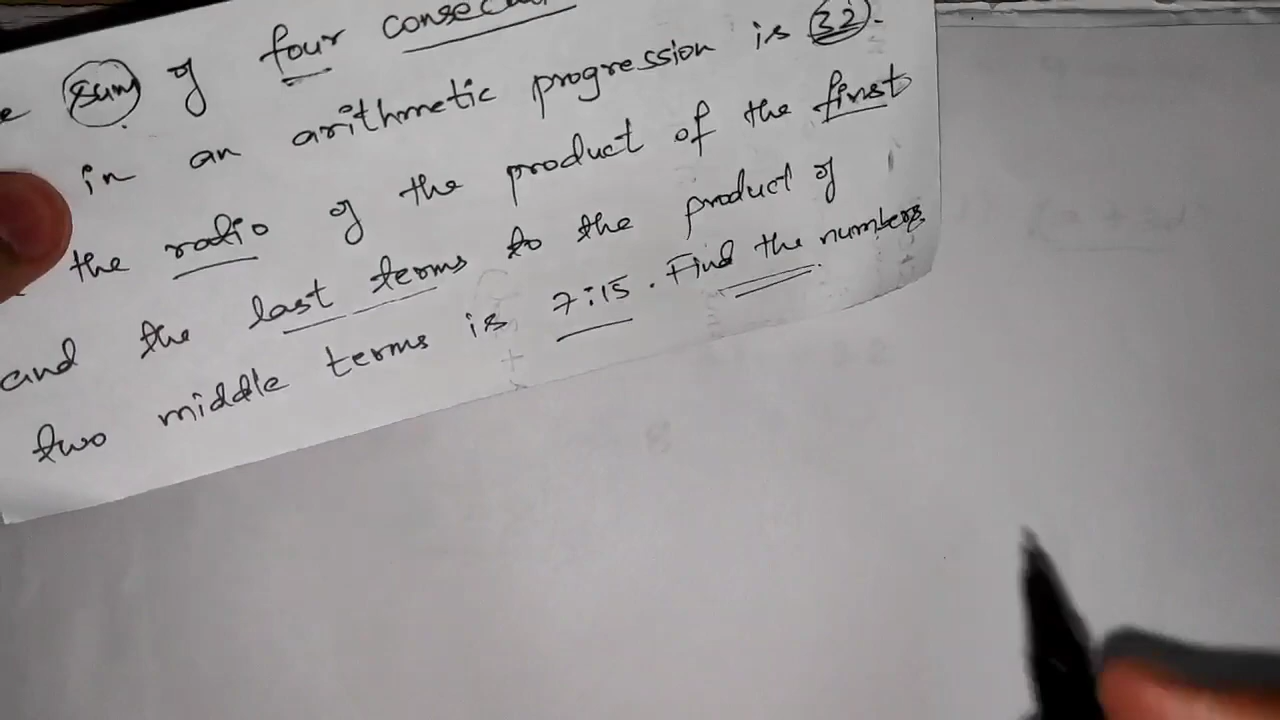 sum of four
in an arithmetic progression is 32.
the ratio of the product of the first
and the last terms to the product of
two middle terms is 7:15. Find the numbers